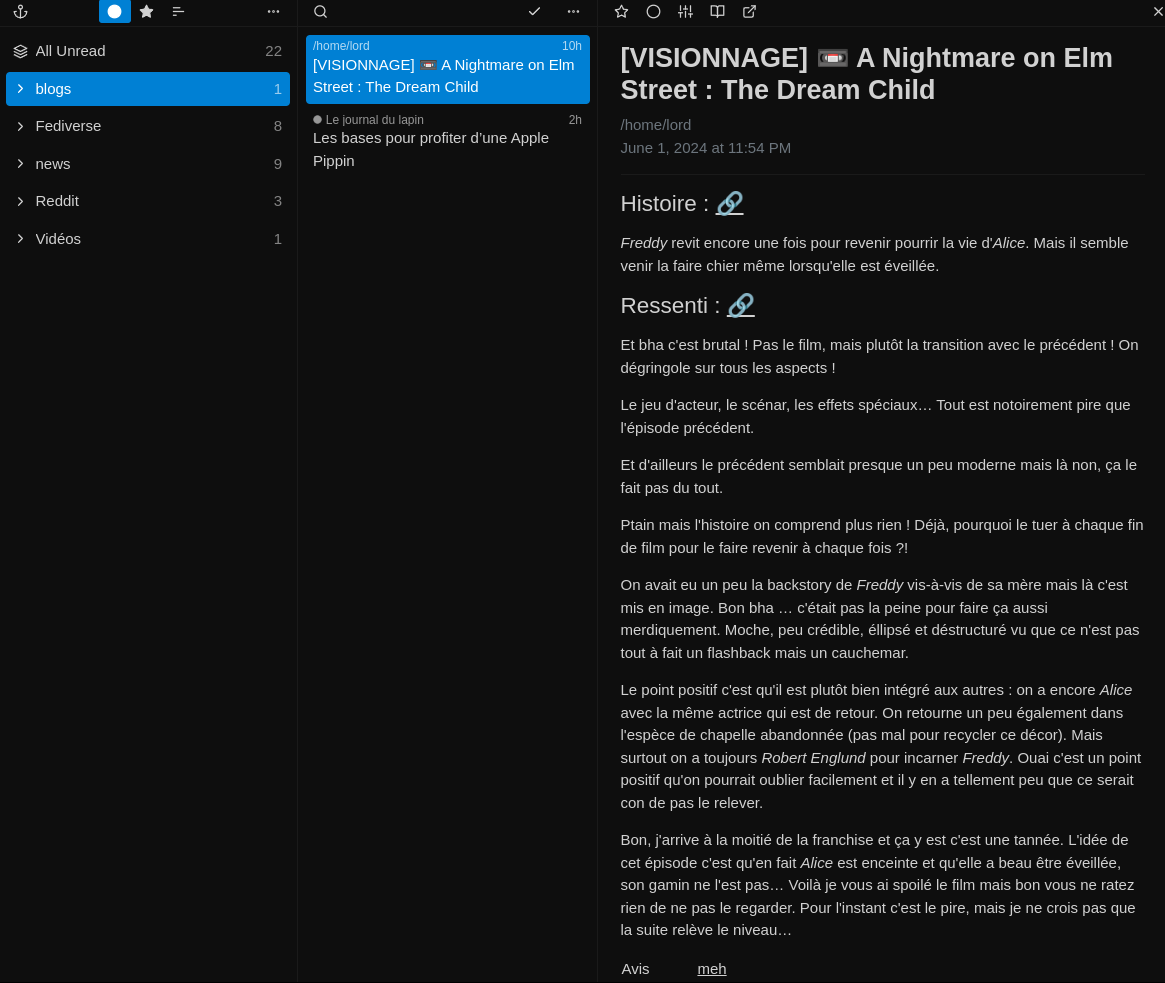 All Unread 22
blogs 1
Fediverse 8
news 9
Reddit 3
Vidéos 1
/home/lord 10h
[VISIONNAGE] 📼 A Nightmare on Elm
Street : The Dream Child
Le journal du lapin 2h
Les bases pour profiter d’une Apple
Pippin
[VISIONNAGE] 📼 A Nightmare on Elm
Street : The Dream Child
/home/lord
June 1, 2024 at 11:54 PM
Histoire : 🔗
Freddy revit encore une fois pour revenir pourrir la vie d'Alice. Mais il semble
venir la faire chier même lorsqu'elle est éveillée.
Ressenti : 🔗
Et bha c'est brutal ! Pas le film, mais plutôt la transition avec le précédent ! On
dégringole sur tous les aspects !
Le jeu d'acteur, le scénar, les effets spéciaux… Tout est notoirement pire que
l'épisode précédent.
Et d'ailleurs le précédent semblait presque un peu moderne mais là non, ça le
fait pas du tout.
Ptain mais l'histoire on comprend plus rien ! Déjà, pourquoi le tuer à chaque fin
de film pour le faire revenir à chaque fois ?!
On avait eu un peu la backstory de Freddy vis-à-vis de sa mère mais là c'est
mis en image. Bon bha … c'était pas la peine pour faire ça aussi
merdiquement. Moche, peu crédible, éllipsé et déstructuré vu que ce n'est pas
tout à fait un flashback mais un cauchemar.
Le point positif c'est qu'il est plutôt bien intégré aux autres : on a encore Alice
avec la même actrice qui est de retour. On retourne un peu également dans
l'espèce de chapelle abandonnée (pas mal pour recycler ce décor). Mais
surtout on a toujours Robert Englund pour incarner Freddy. Ouai c'est un point
positif qu'on pourrait oublier facilement et il y en a tellement peu que ce serait
con de pas le relever.
Bon, j'arrive à la moitié de la franchise et ça y est c'est une tannée. L'idée de
cet épisode c'est qu'en fait Alice est enceinte et qu'elle a beau être éveillée,
son gamin ne l'est pas… Voilà je vous ai spoilé le film mais bon vous ne ratez
rien de ne pas le regarder. Pour l'instant c'est le pire, mais je ne crois pas que
la suite relève le niveau…
Avis meh